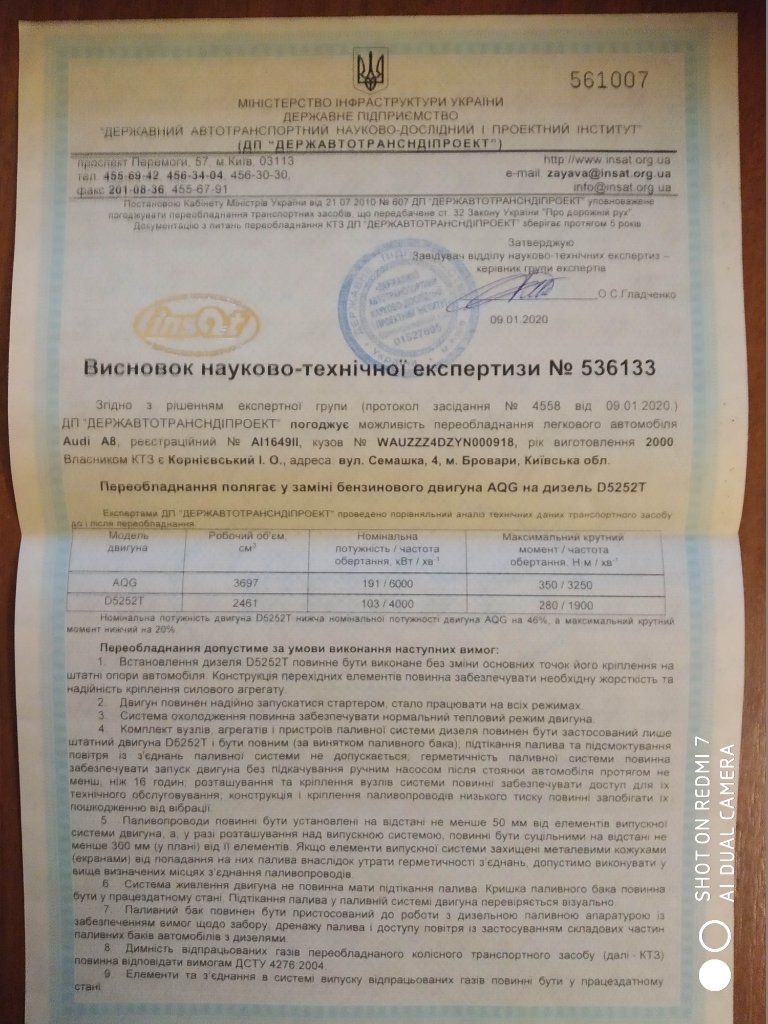 561007
МІНІСТЕРСТВО ІНФРАСТРУКТУРИ УКРАЇНИ
ДЕРЖАВНЕ ПІДПРИЄМСТВО
"ДЕРЖАВНИЙ АВТОТРАНСПОРТНИЙ НАУКОВО-ДОСЛІДНИЙ І ПРОЕКТНИЙ ІНСТИТУТ"
(ДП "ДЕРЖАВТОТРАНСНДІПРОЕКТ")
проспект Перемоги, 57, м.Київ, 03113
http://www.insat.org.ua
тел. 455-69-42, 456-34-04, 456-30-30,
e-mail: zayava@insat.org.ua
факс 201-08-36, 455-67-91
info@insat.org.ua
Постановою Кабінету Міністрів України від 21.07.2010 № 607 ДП "ДЕРЖАВТОТРАНСНДІПРОЕКТ" уповноважене
погоджувати переобладнання транспортних засобів, що передбачене ст. 32 Закону України "Про дорожній рух".
Документацію з питань переобладнання КТЗ ДП "ДЕРЖАВТОТРАНСНДІПРОЕКТ" зберігає протягом 5 років
Затверджую
Завідувач відділу науково-технічних експертиз –
керівник групи експертів
О.С.Гладченко
09.01.2020
insat
01527695
Висновок науково-технічної експертизи № 536133
Згідно з рішенням експертної групи (протокол засідання № 4558 від 09.01.2020.)
ДП "ДЕРЖАВТОТРАНСНДІПРОЕКТ" погоджує можливість переобладнання легкового автомобіля
Audi A8, реєстраційний № AI1649II, кузов № WAUZZZ4DZYN000918, рік виготовлення 2000
Власником КТЗ є Корнієвський І. О., адреса: вул. Семашка, 4, м. Бровари, Київська обл.
Переобладнання полягає у заміні бензинового двигуна AQG на дизель D5252T
Експертами ДП "ДЕРЖАВТОТРАНСНДІПРОЕКТ" проведено порівняльний аналіз технічних даних транспортного засобу
до і після переобладнання.
Модель двигуна Робочий об'єм, см³ Номінальна потужність / частота обертання, кВт / хв⁻¹ Максимальний крутний момент / частота обертання, Н·м / хв⁻¹
AQG 3697 191 / 6000 350 / 3250
D5252T 2461 103 / 4000 280 / 1900
Номінальна потужність двигуна D5252T нижча номінальної потужності двигуна AQG на 46%, а максимальний крутний
момент нижчий на 20%.
Переобладнання допустиме за умови виконання наступних вимог:
1. Встановлення дизеля D5252T повинне бути виконане без зміни основних точок його кріплення на
штатні опори автомобіля. Конструкція перехідних елементів повинна забезпечувати необхідну жорсткість та
надійність кріплення силового агрегату.
2. Двигун повинен надійно запускатися стартером, стало працювати на всіх режимах.
3. Система охолодження повинна забезпечувати нормальний тепловий режим двигуна.
4. Комплект вузлів, агрегатів і пристроїв паливної системи дизеля повинен бути застосований лише
штатний двигуна D5252T і бути повним (за винятком паливного бака); підтікання палива та підсмоктування
повітря із з'єднань паливної системи не допускається; герметичність паливної системи повинна
забезпечувати запуск двигуна без підкачування ручним насосом після стоянки автомобіля протягом не
менш, ніж 16 годин; розташування та кріплення вузлів системи повинні забезпечувати доступ для їх
технічного обслуговування; конструкція і кріплення паливопроводів низького тиску повинні запобігати їх
пошкодженню від вібрації.
5. Паливопроводи повинні бути установлені на відстані не менше 50 мм від елементів випускної
системи двигуна, а, у разі розташування над випускною системою, повинні бути суцільними на відстані не
менше 300 мм (у плані) від її елементів. Якщо елементи випускної системи захищені металевими кожухами
(екранами) від попадання на них палива внаслідок утрати герметичності з'єднань, допустимо виконувати у
вище визначених місцях з'єднання паливопроводів.
6. Система живлення двигуна не повинна мати підтікання палива. Кришка паливного бака повинна
бути у працездатному стані. Підтікання палива у паливній системі двигуна перевіряється візуально.
7. Паливний бак повинен бути пристосований до роботи з дизельною паливною апаратурою із
забезпеченням вимог щодо забору, дренажу палива і доступу повітря із застосуванням складових частин
паливних баків автомобілів з дизелями.
8. Димність відпрацьованих газів переобладнаного колісного транспортного засобу (далі - КТЗ)
повинна відповідати вимогам ДСТУ 4276:2004.
9. Елементи та з'єднання в системі випуску відпрацьованих газів повинні бути у працездатному
стані.
SHOT ON REDMI 7
AI DUAL CAMERA